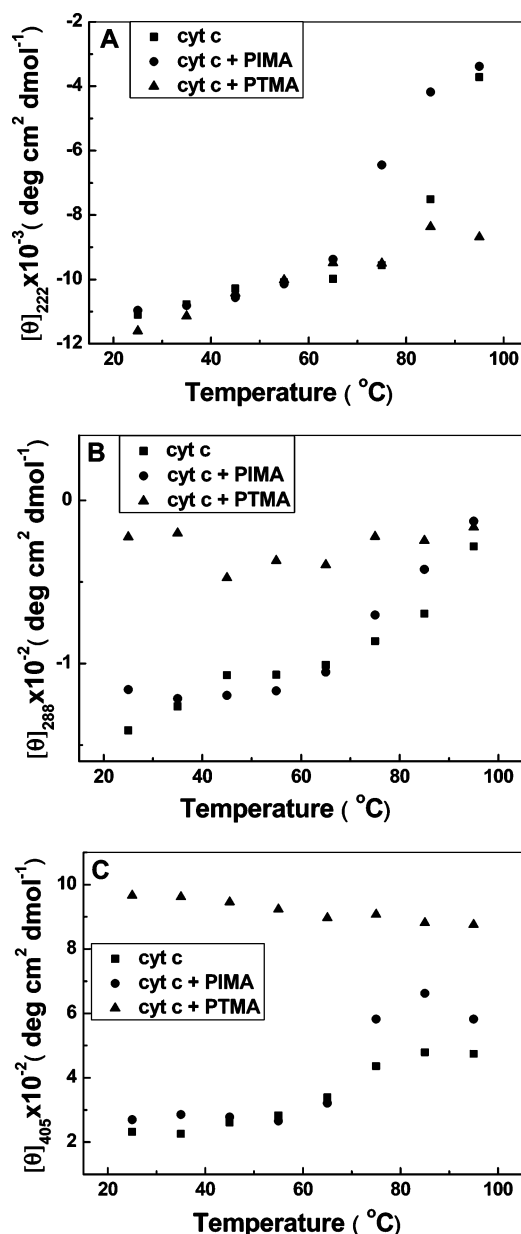 A
cyt c
cyt c + PIMA
cyt c + PTMA
[θ]₂₂₂x10⁻³( deg cm² dmol⁻¹)
-2
-4
-6
-8
-10
-12
20 40 60 80 100
Temperature ( °C)
B
cyt c
cyt c + PIMA
cyt c + PTMA
[θ]₂₈₈x10⁻²( deg cm² dmol⁻¹)
0
-1
20 40 60 80 100
Temperature ( °C)
C
cyt c
cyt c + PIMA
cyt c + PTMA
[θ]₄₀₅x10⁻²( deg cm² dmol⁻¹)
10
8
6
4
2
20 40 60 80 100
Temperature ( °C)